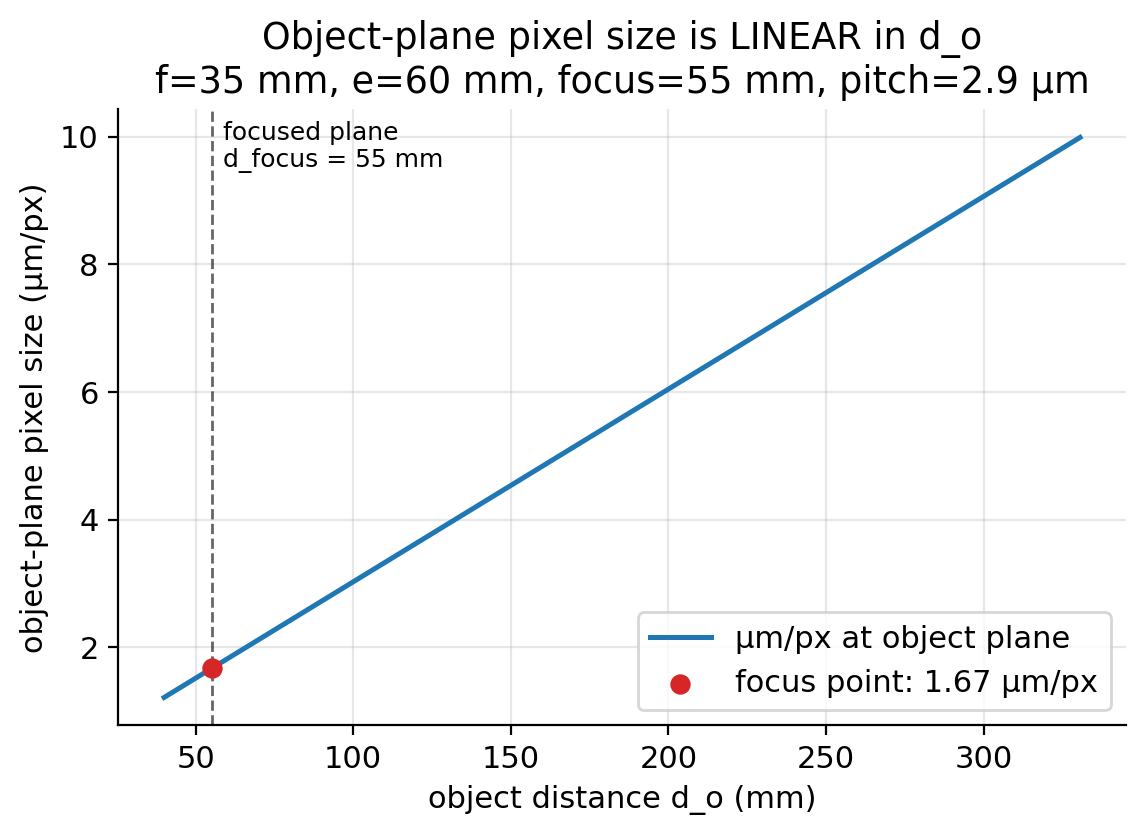 Object-plane pixel size is LINEAR in d_o
f=35 mm, e=60 mm, focus=55 mm, pitch=2.9 µm
focused plane
d_focus = 55 mm
object-plane pixel size (µm/px)
10
8
6
4
2
µm/px at object plane
focus point: 1.67 µm/px
50
100
150
200
250
300
object distance d_o (mm)